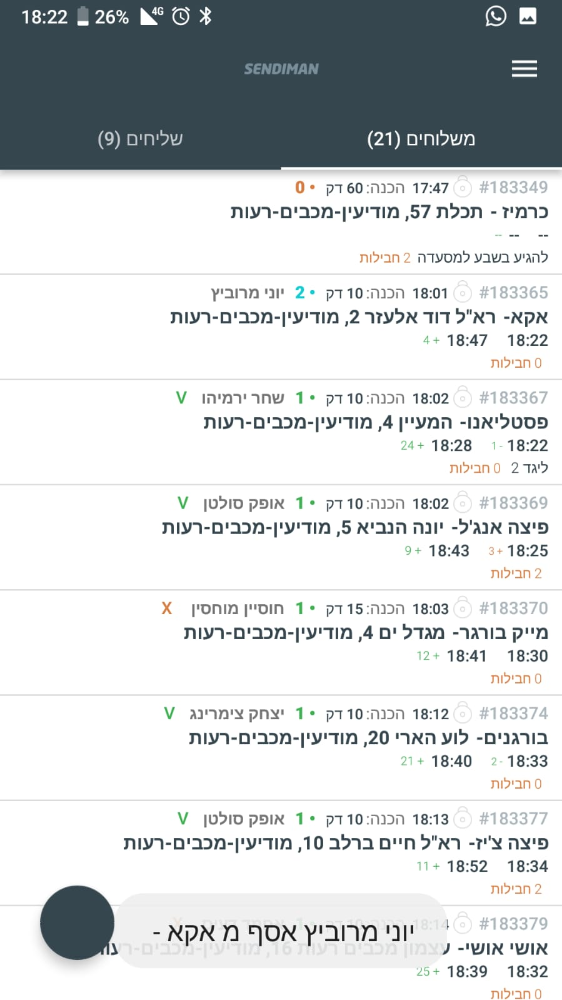 18:22 26% 4G
SENDIMAN
משלוחים (21)
שליחים (9)
#183349 17:47 הכנה: 60 דק • 0
כרמיז - תכלת 57, מודיעין-מכבים-רעות
-- -- --
להגיע בשבע למסעדה 2 חבילות
#183365 18:01 הכנה: 10 דק • 2 יוני מרוביץ
אקא- רא"ל דוד אלעזר 2, מודיעין-מכבים-רעות
18:22 18:47 + 4
0 חבילות
#183367 18:02 הכנה: 10 דק • 1 שחר ירמיהו V
פסטליאנו- המעיין 4, מודיעין-מכבים-רעות
18:22 - 1 18:28 + 24
ליגד 2 0 חבילות
#183369 18:02 הכנה: 10 דק • 1 אופק סולטן V
פיצה אנג'ל- יונה הנביא 5, מודיעין-מכבים-רעות
18:25 + 3 18:43 + 9
2 חבילות
#183370 18:03 הכנה: 15 דק • 1 חוסיין מוחסין X
מייק בורגר- מגדל ים 4, מודיעין-מכבים-רעות
18:30 18:41 + 12
0 חבילות
#183374 18:12 הכנה: 10 דק • 1 יצחק צימרינג V
בורגנים- לוע הארי 20, מודיעין-מכבים-רעות
18:33 - 2 18:40 + 21
0 חבילות
#183377 18:13 הכנה: 10 דק • 1 אופק סולטן V
פיצה צ'יז- רא"ל חיים ברלב 10, מודיעין-מכבים-רעות
18:34 18:52 + 11
2 חבילות
#183379 18:14 הכנה: 10 דק • 1 X
יוני מרוביץ אסף מ אקא -
אושי אושי- עצמון מכבים רעות 16, מודיעין-מכבים-רעות
18:32 18:39 + 25
0 חבילות